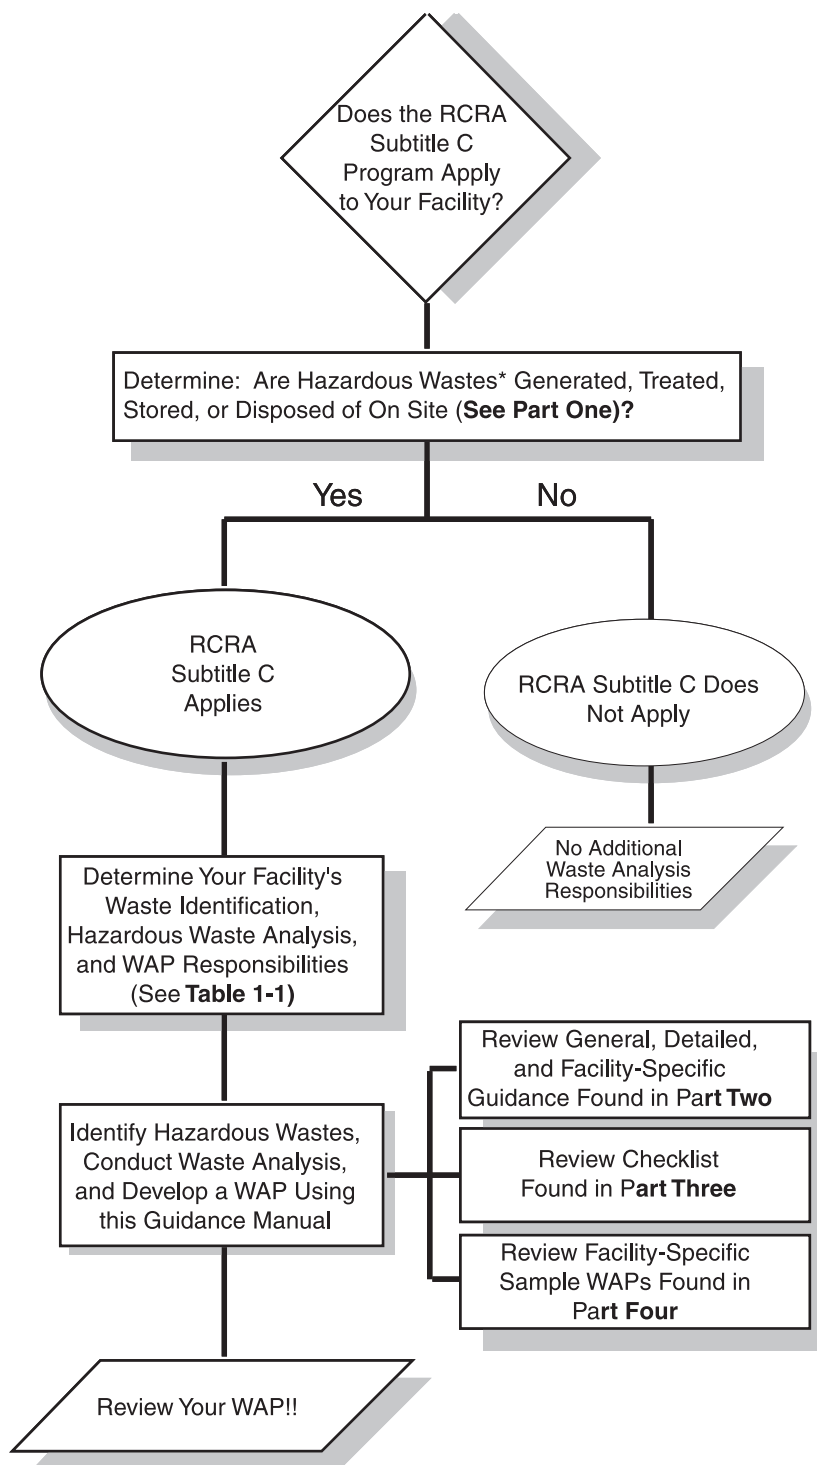 Does the RCRA
Subtitle C
Program Apply
to Your Facility?
Determine: Are Hazardous Wastes* Generated, Treated,
Stored, or Disposed of On Site (See Part One)?
Yes
No
RCRA
Subtitle C
Applies
RCRA Subtitle C Does
Not Apply
No Additional
Waste Analysis
Responsibilities
Determine Your Facility's
Waste Identification,
Hazardous Waste Analysis,
and WAP Responsibilities
(See Table 1-1)
Identify Hazardous Wastes,
Conduct Waste Analysis,
and Develop a WAP Using
this Guidance Manual
Review General, Detailed,
and Facility-Specific
Guidance Found in Part Two
Review Checklist
Found in Part Three
Review Facility-Specific
Sample WAPs Found in
Part Four
Review Your WAP!!